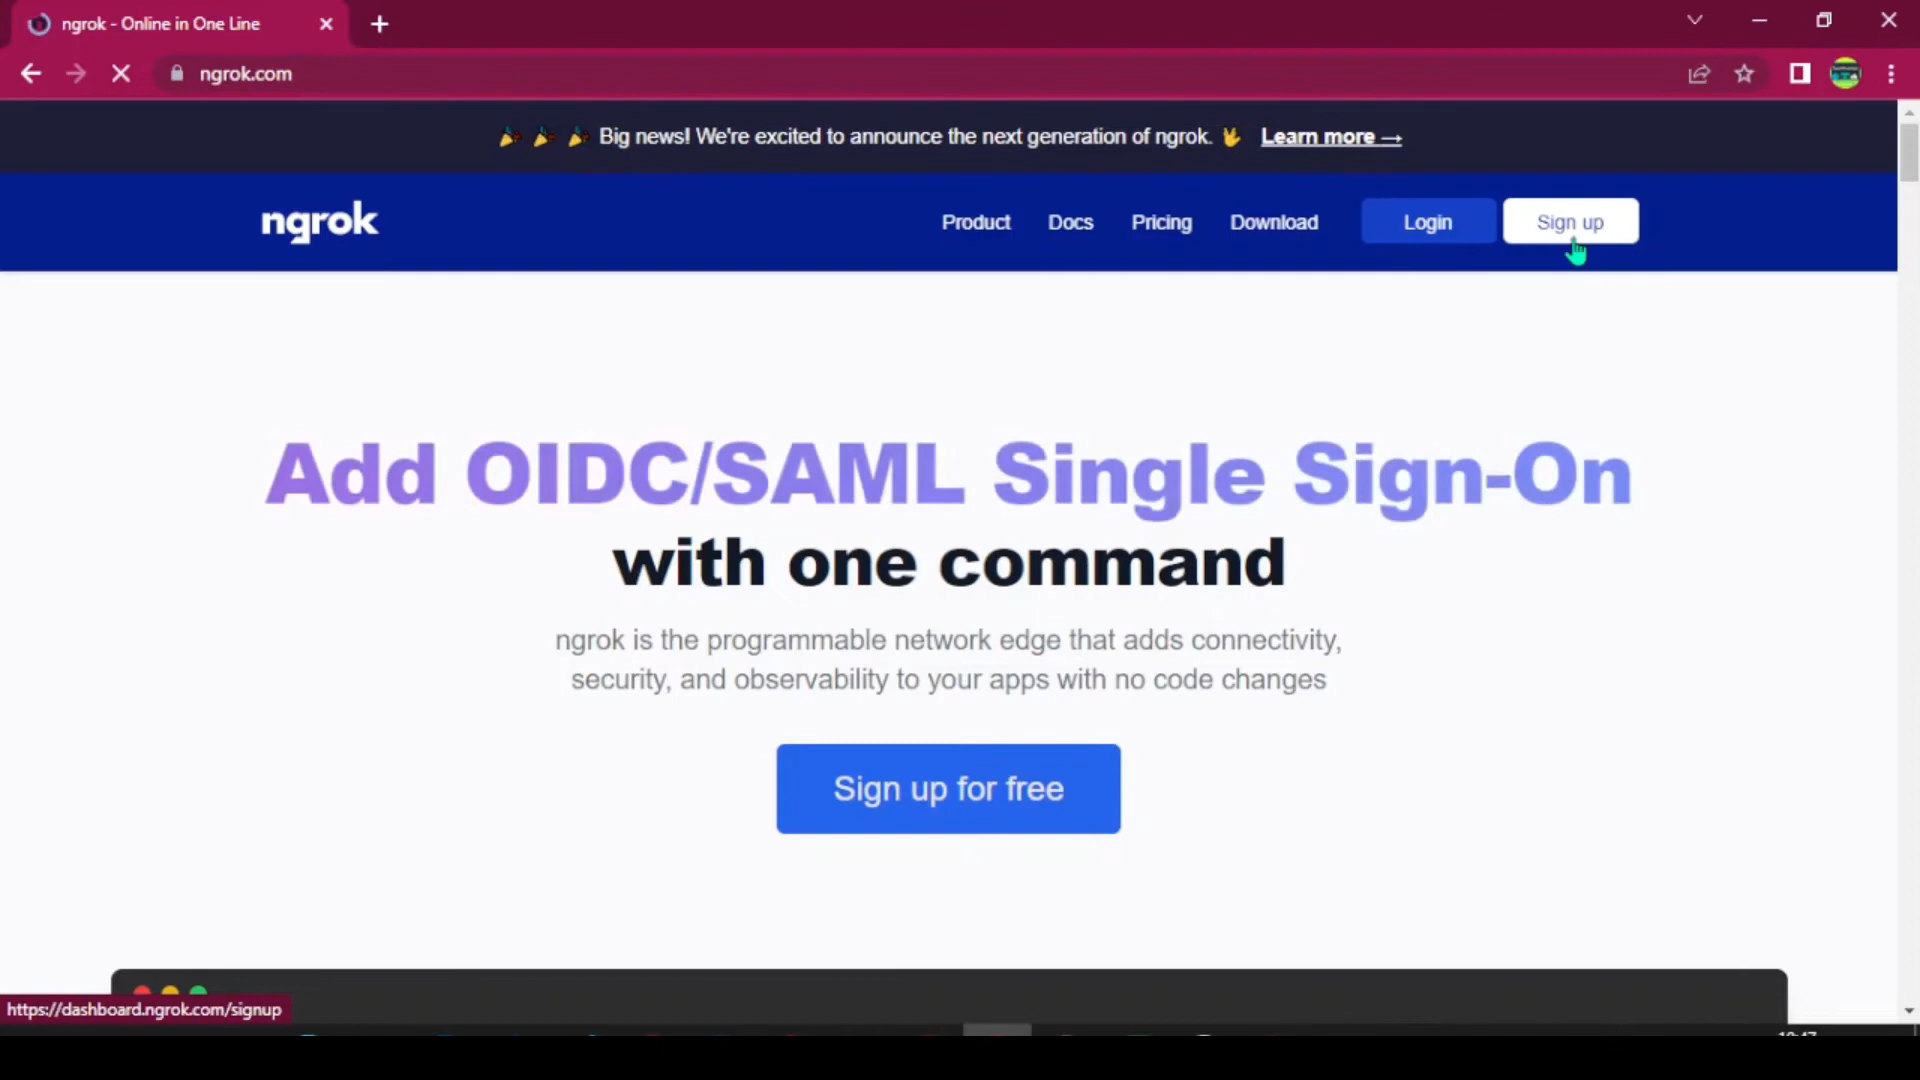 ngrok - Online in One Line
ngrok.com
🎉 🎉 🎉 Big news! We're excited to announce the next generation of ngrok. 🖖 Learn more →
ngrok
Product
Docs
Pricing
Download
Login
Sign up
Add OIDC/SAML Single Sign-On
with one command
ngrok is the programmable network edge that adds connectivity,
security, and observability to your apps with no code changes
Sign up for free
https://dashboard.ngrok.com/signup